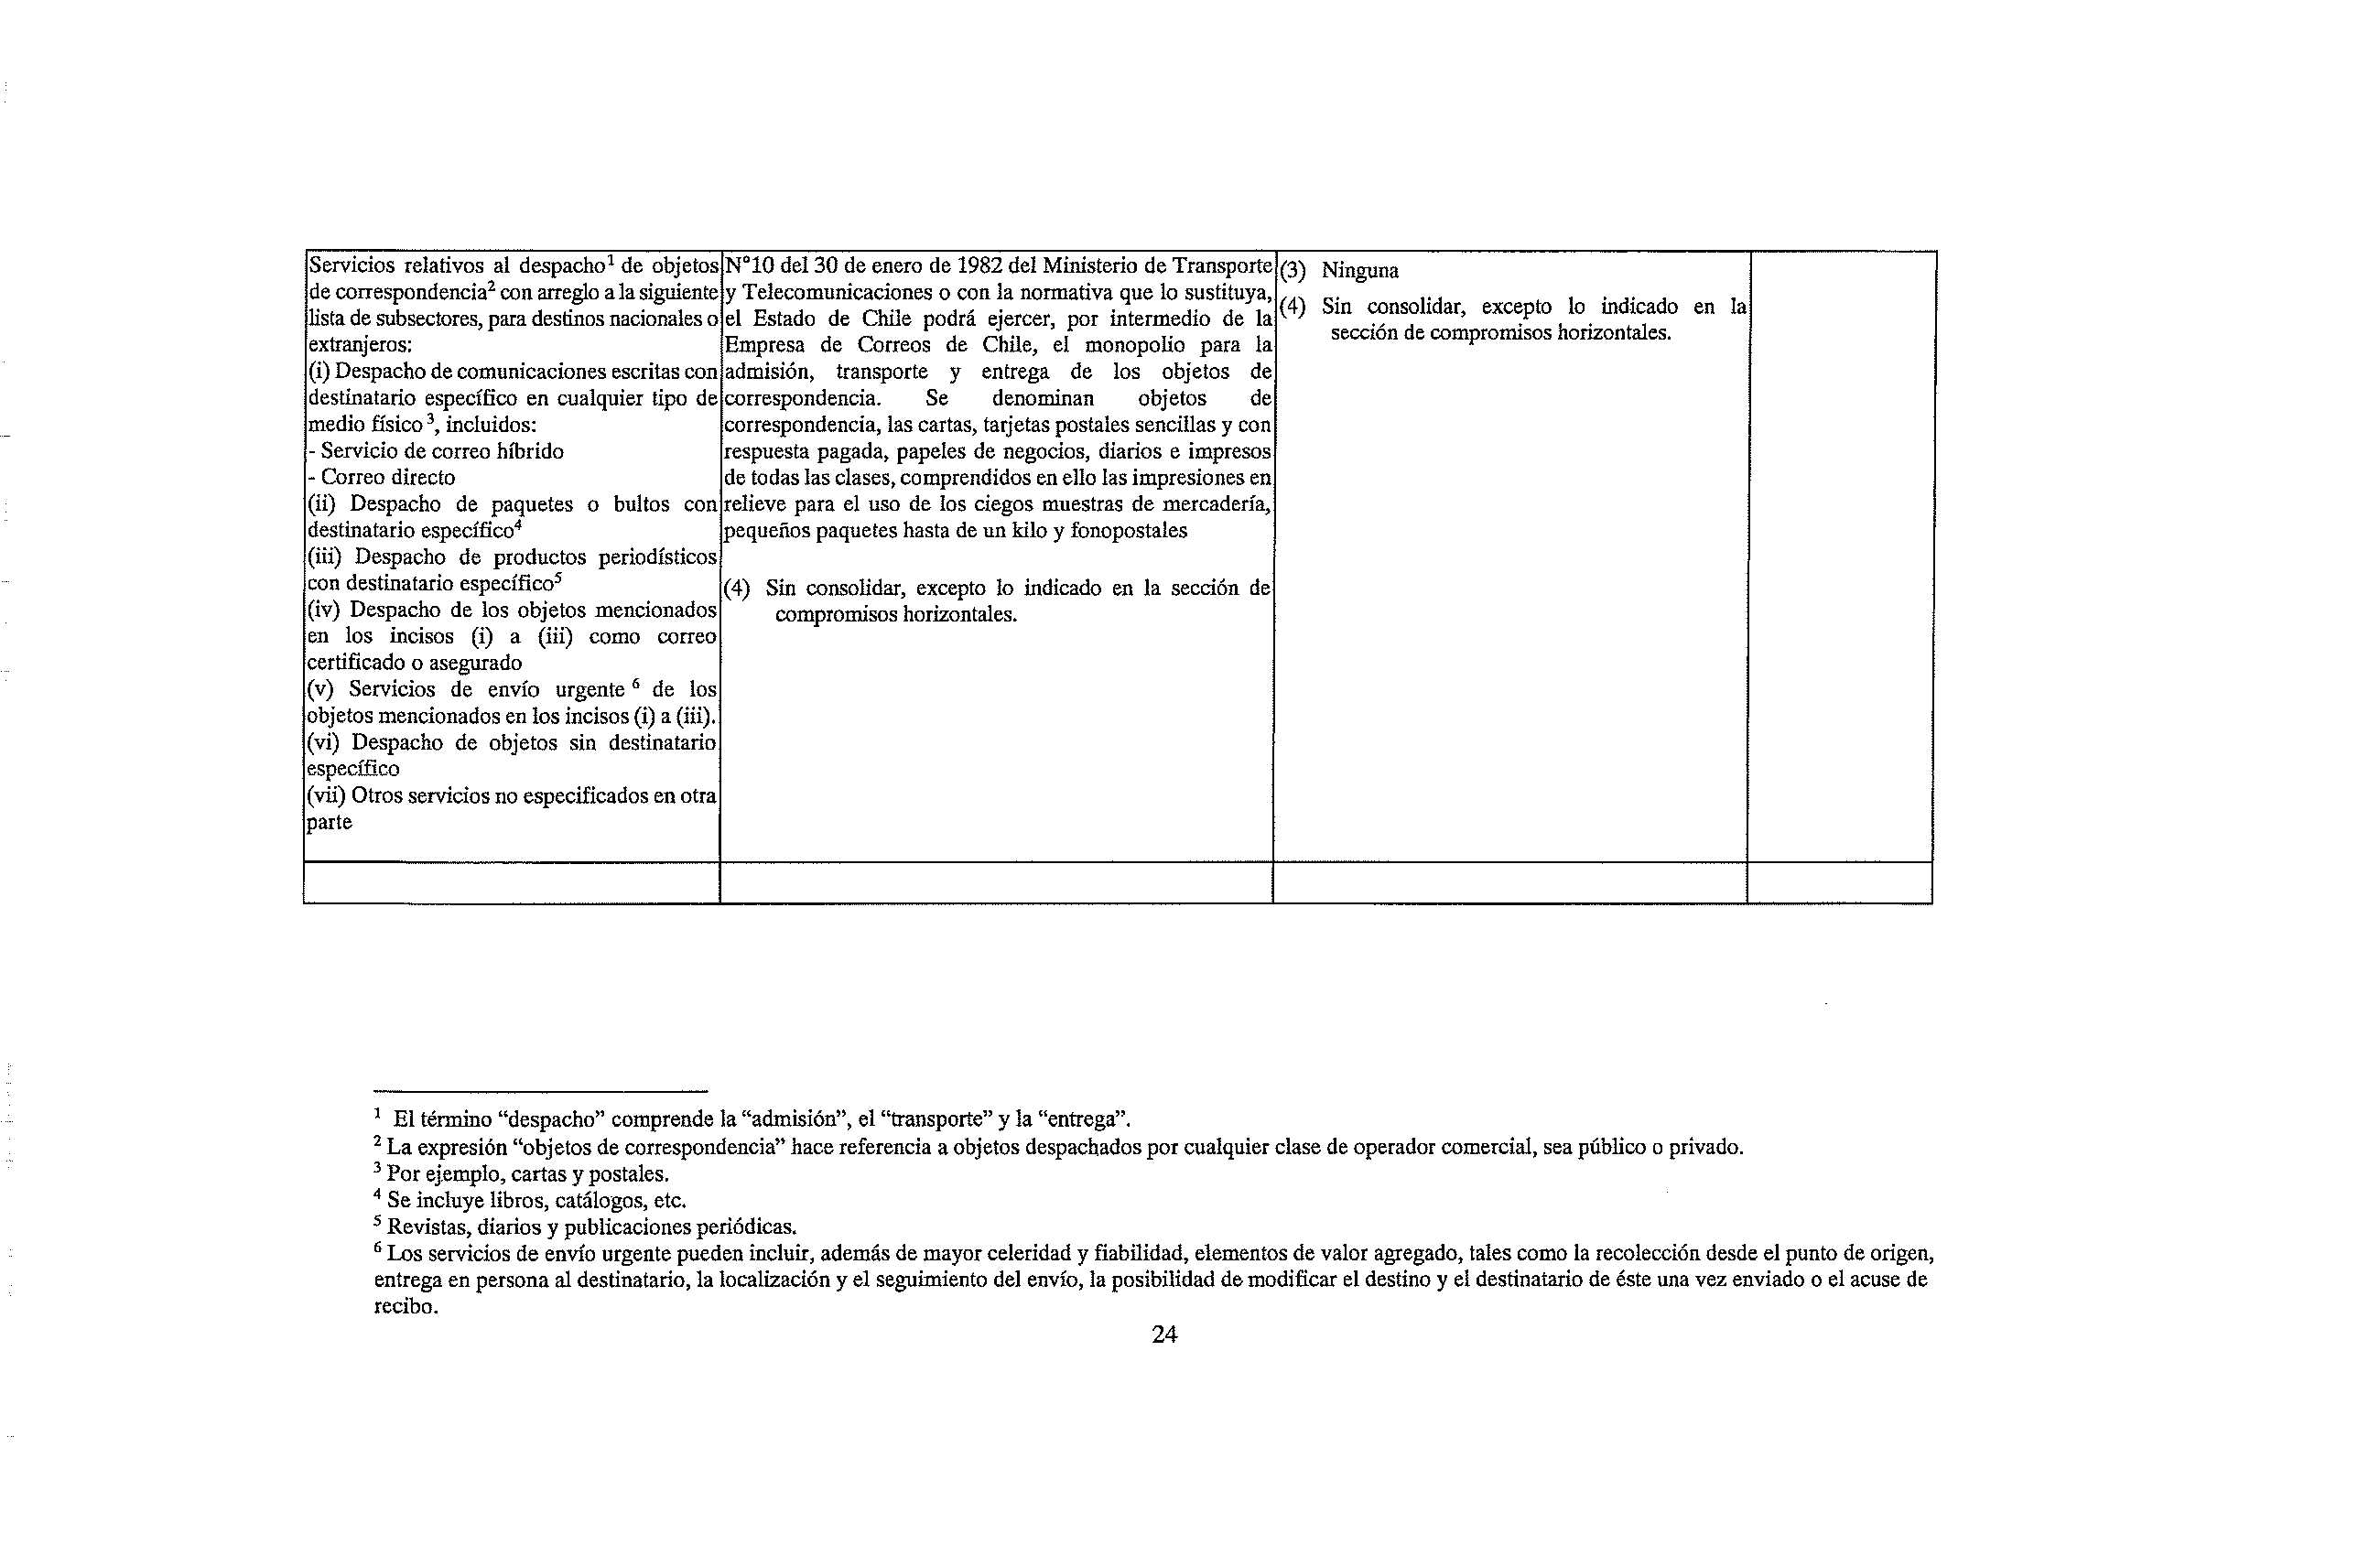 Servicios relativos al despacho¹ de objetos
de correspondencia² con arreglo a la siguiente
lista de subsectores, para destinos nacionales o
extranjeros:
(i) Despacho de comunicaciones escritas con
destinatario específico en cualquier tipo de
medio físico ³, incluidos:
- Servicio de correo híbrido
- Correo directo
(ii) Despacho de paquetes o bultos con
destinatario específico⁴
(iii) Despacho de productos periodísticos
con destinatario específico⁵
(iv) Despacho de los objetos mencionados
en los incisos (i) a (iii) como correo
certificado o asegurado
(v) Servicios de envío urgente ⁶ de los
objetos mencionados en los incisos (i) a (iii).
(vi) Despacho de objetos sin destinatario
específico
(vii) Otros servicios no especificados en otra
parte
N°10 del 30 de enero de 1982 del Ministerio de Transporte
y Telecomunicaciones o con la normativa que lo sustituya,
el Estado de Chile podrá ejercer, por intermedio de la
Empresa de Correos de Chile, el monopolio para la
admisión, transporte y entrega de los objetos de
correspondencia. Se denominan objetos de
correspondencia, las cartas, tarjetas postales sencillas y con
respuesta pagada, papeles de negocios, diarios e impresos
de todas las clases, comprendidos en ello las impresiones en
relieve para el uso de los ciegos muestras de mercadería,
pequeños paquetes hasta de un kilo y fonopostales
(4) Sin consolidar, excepto lo indicado en la sección de
compromisos horizontales.
(3) Ninguna
(4) Sin consolidar, excepto lo indicado en la
sección de compromisos horizontales.
¹ El término “despacho” comprende la “admisión”, el “transporte” y la “entrega”.
² La expresión “objetos de correspondencia” hace referencia a objetos despachados por cualquier clase de operador comercial, sea público o privado.
³ Por ejemplo, cartas y postales.
⁴ Se incluye libros, catálogos, etc.
⁵ Revistas, diarios y publicaciones periódicas.
⁶ Los servicios de envío urgente pueden incluir, además de mayor celeridad y fiabilidad, elementos de valor agregado, tales como la recolección desde el punto de origen,
entrega en persona al destinatario, la localización y el seguimiento del envío, la posibilidad de modificar el destino y el destinatario de éste una vez enviado o el acuse de
recibo.
24